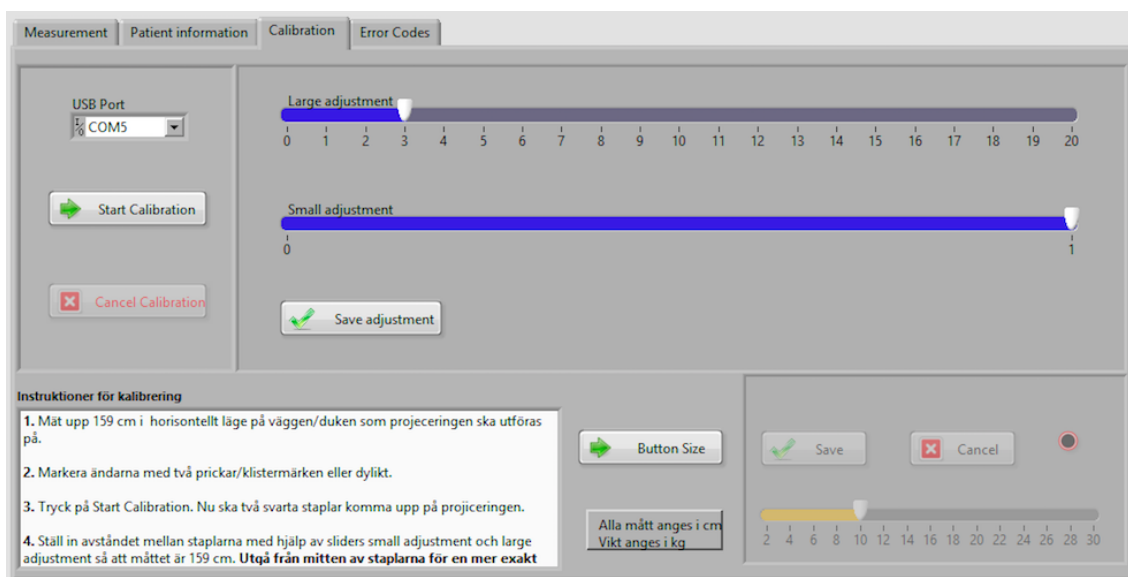 Measurement Patient information Calibration Error Codes
USB Port
COM5
Start Calibration
Cancel Calibration
Large adjustment
0 1 2 3 4 5 6 7 8 9 10 11 12 13 14 15 16 17 18 19 20
Small adjustment
0 1
Save adjustment
Instruktioner för kalibrering
1. Mät upp 159 cm i horisontellt läge på väggen/duken som projeceringen ska utföras
på.
2. Markera ändarna med två prickar/klistermärken eller dylikt.
3. Tryck på Start Calibration. Nu ska två svarta staplar komma upp på projiceringen.
4. Ställ in avståndet mellan staplarna med hjälp av sliders small adjustment och large
adjustment så att måttet är 159 cm. Utgå från mitten av staplarna för en mer exakt
Button Size
Alla mått anges i cm
Vikt anges i kg
Save Cancel
2 4 6 8 10 12 14 16 18 20 22 24 26 28 30